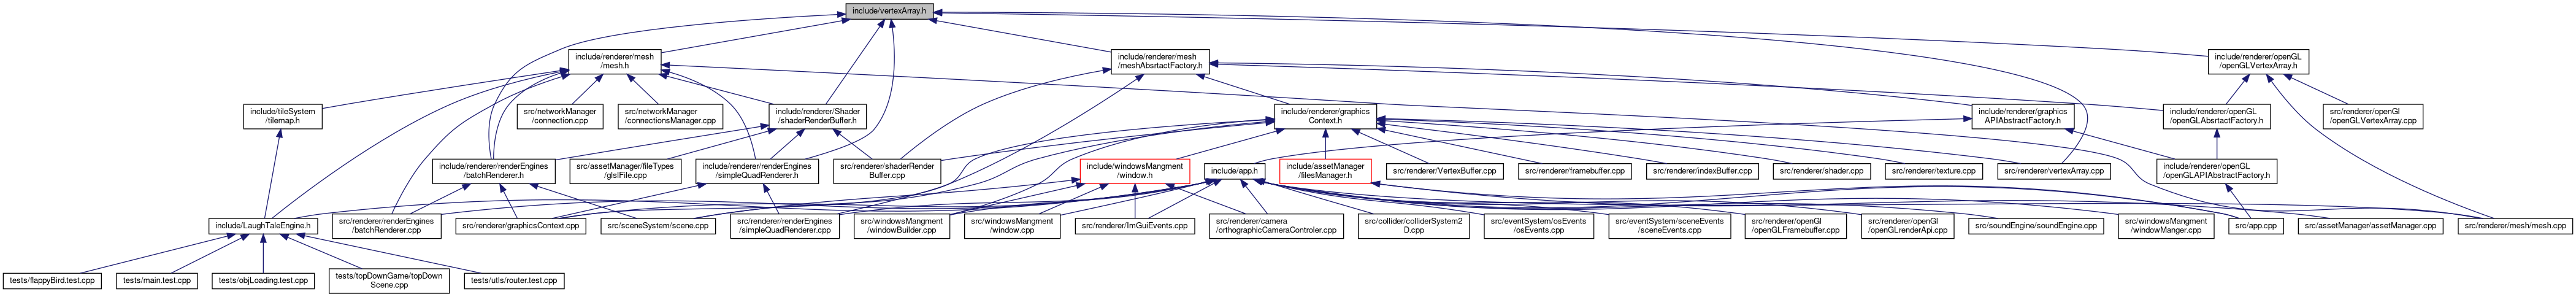 include/vertexArray.h
include/renderer/mesh
/mesh.h
include/renderer/mesh
/meshAbsrtactFactory.h
include/renderer/openGL
/openGLVertexArray.h
include/tileSystem
/tilemap.h
src/networkManager
/connection.cpp
src/networkManager
/connectionsManager.cpp
include/renderer/Shader
/shaderRenderBuffer.h
include/renderer/graphics
Context.h
include/renderer/graphics
APIAbstractFactory.h
include/renderer/openGL
/openGLAbsrtactFactory.h
src/renderer/openGl
/openGLVertexArray.cpp
include/renderer/renderEngines
/batchRenderer.h
src/assetManager/fileTypes
/glslFile.cpp
include/renderer/renderEngines
/simpleQuadRenderer.h
src/renderer/shaderRender
Buffer.cpp
include/windowsMangment
/window.h
include/app.h
include/assetManager
/filesManager.h
src/renderer/VertexBuffer.cpp
src/renderer/framebuffer.cpp
src/renderer/indexBuffer.cpp
src/renderer/shader.cpp
src/renderer/texture.cpp
src/renderer/vertexArray.cpp
include/renderer/openGL
/openGLAPIAbstractFactory.h
include/LaughTaleEngine.h
src/renderer/renderEngines
/batchRenderer.cpp
src/renderer/graphicsContext.cpp
src/sceneSystem/scene.cpp
src/renderer/renderEngines
/simpleQuadRenderer.cpp
src/windowsMangment
/windowBuilder.cpp
src/windowsMangment
/window.cpp
src/renderer/ImGuiEvents.cpp
src/renderer/camera
/orthographicCameraControler.cpp
src/collider/colliderSystem2
D.cpp
src/eventSystem/osEvents
/osEvents.cpp
src/eventSystem/sceneEvents
/sceneEvents.cpp
src/renderer/openGl
/openGLFramebuffer.cpp
src/renderer/openGl
/openGLrenderApi.cpp
src/soundEngine/soundEngine.cpp
src/windowsMangment
/windowManger.cpp
src/app.cpp
src/assetManager/assetManager.cpp
src/renderer/mesh/mesh.cpp
tests/flappyBird.test.cpp
tests/main.test.cpp
tests/objLoading.test.cpp
tests/topDownGame/topDown
Scene.cpp
tests/utls/router.test.cpp